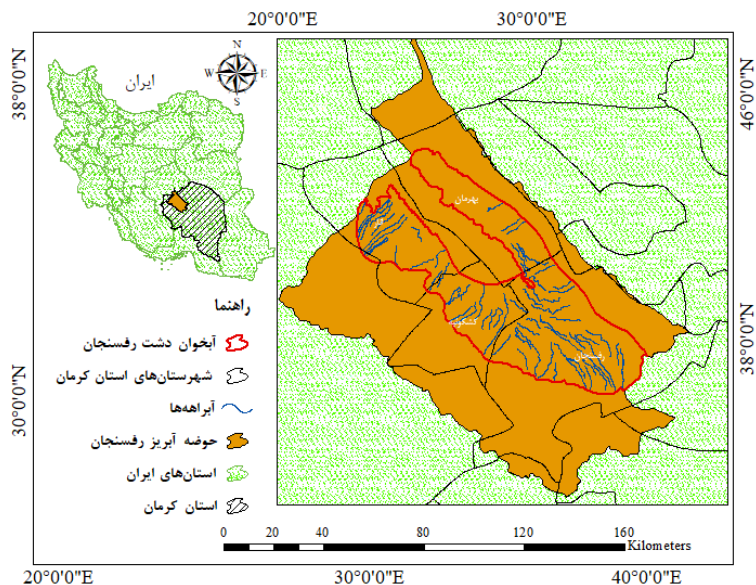 20°0'0"E
30°0'0"E
38°0'0"N
30°0'0"N
46°0'0"N
38°0'0"N
ایران
N
W
E
S
بهرمان
انار
کشکوئیه
رفسنجان
راهنما
آبخوان دشت رفسنجان
شهرستان‌های استان کرمان
آبراهه‌ها
حوضه آبریز رفسنجان
استان‌های ایران
استان کرمان
0
20
40
80
120
160
Kilometers
20°0'0"E
30°0'0"E
40°0'0"E